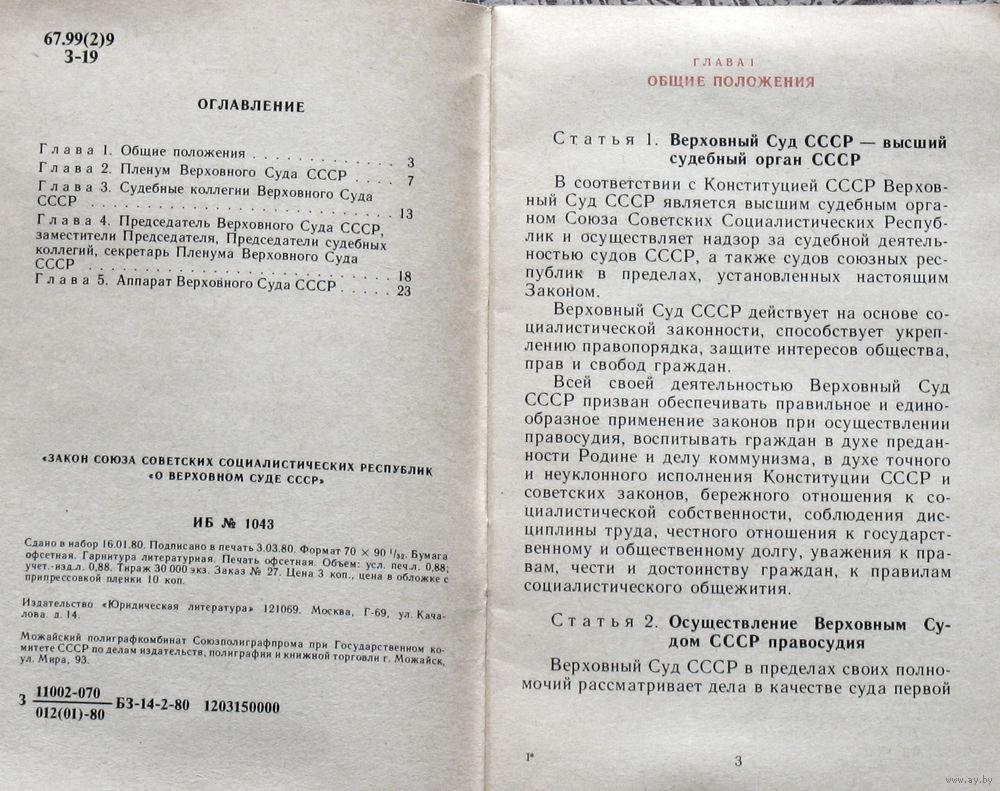 67.99(2)9
З-19
ОГЛАВЛЕНИЕ
Глава 1. Общие положения . . . . . . . . . . . . 3
Глава 2. Пленум Верховного Суда СССР . . . . 7
Глава 3. Судебные коллегии Верховного Суда
СССР . . . . . . . . . . . . . . . . . . . . . . . . . 13
Глава 4. Председатель Верховного Суда СССР,
заместители Председателя, Председатели судебных
коллегий, секретарь Пленума Верховного Суда
СССР . . . . . . . . . . . . . . . . . . . . . . . . . 18
Глава 5. Аппарат Верховного Суда СССР . . . . . 23
«ЗАКОН СОЮЗА СОВЕТСКИХ СОЦИАЛИСТИЧЕСКИХ РЕСПУБЛИК
«О ВЕРХОВНОМ СУДЕ СССР»
ИБ № 1043
Сдано в набор 16.01.80. Подписано в печать 3.03.80. Формат 70 × 90 1/32. Бумага
офсетная. Гарнитура литературная. Печать офсетная. Объем: усл. печ.л. 0,88;
учет.-изд.л. 0,88. Тираж 30 000 экз. Заказ № 27. Цена 3 коп., цена в обложке с
припрессовкой пленки 10 коп.
Издательство «Юридическая литература» 121069. Москва, Г-69, ул. Кача-
лова. д. 14.
Можайский полиграфкомбинат Союзполиграфпрома при Государственном ко-
митете СССР по делам издательств, полиграфии и книжной торговли г. Можайск,
ул. Мира, 93.
З 11002-070
012(01)-80 БЗ-14-2-80 1203150000
ГЛАВА 1
ОБЩИЕ ПОЛОЖЕНИЯ
Статья 1. Верховный Суд СССР — высший
судебный орган СССР
В соответствии с Конституцией СССР Верхов-
ный Суд СССР является высшим судебным орга-
ном Союза Советских Социалистических Респуб-
лик и осуществляет надзор за судебной деятель-
ностью судов СССР, а также судов союзных рес-
публик в пределах, установленных настоящим
Законом.
Верховный Суд СССР действует на основе со-
циалистической законности, способствует укреп-
лению правопорядка, защите интересов общества,
прав и свобод граждан.
Всей своей деятельностью Верховный Суд
СССР призван обеспечивать правильное и едино-
образное применение законов при осуществлении
правосудия, воспитывать граждан в духе предан-
ности Родине и делу коммунизма, в духе точного
и неуклонного исполнения Конституции СССР и
советских законов, бережного отношения к со-
циалистической собственности, соблюдения дис-
циплины труда, честного отношения к государст-
венному и общественному долгу, уважения к пра-
вам, чести и достоинству граждан, к правилам
социалистического общежития.
Статья 2. Осуществление Верховным Су-
дом СССР правосудия
Верховный Суд СССР в пределах своих полно-
мочий рассматривает дела в качестве суда первой
1*
3
www.ay.by